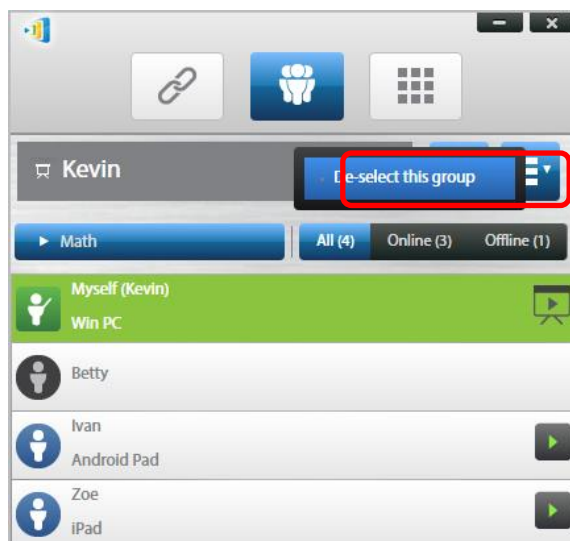 Kevin
De-select this group
Math All (4) Online (3) Offline (1)
Myself (Kevin)
Win PC
Betty
Ivan
Android Pad
Zoe
iPad